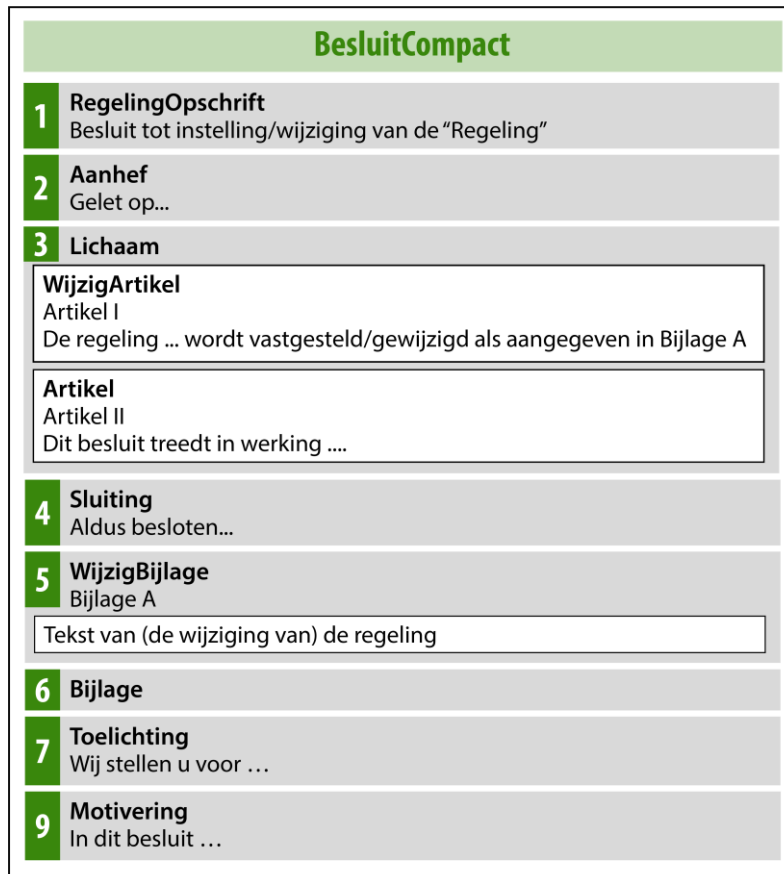 BesluitCompact
1 RegelingOpschrift
Besluit tot instelling/wijziging van de “Regeling”
2 Aanhef
Gelet op...
3 Lichaam
WijzigArtikel
Artikel I
De regeling ... wordt vastgesteld/gewijzigd als aangegeven in Bijlage A
Artikel
Artikel II
Dit besluit treedt in werking ....
4 Sluiting
Aldus besloten...
5 WijzigBijlage
Bijlage A
Tekst van (de wijziging van) de regeling
6 Bijlage
7 Toelichting
Wij stellen u voor …
9 Motivering
In dit besluit …